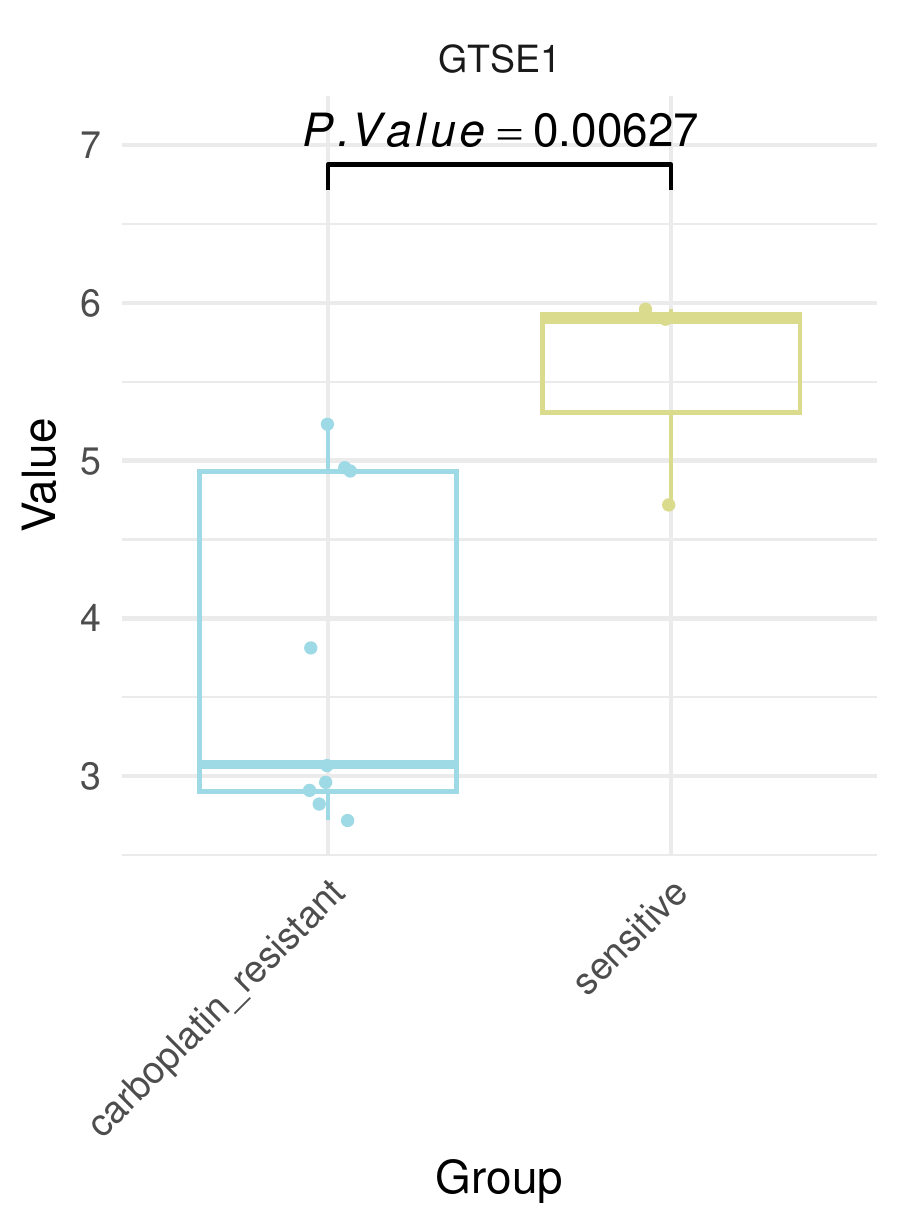 GTSE1
P.Value = 0.00627
7
6
5
4
3
Value
carboplatin_resistant
sensitive
Group